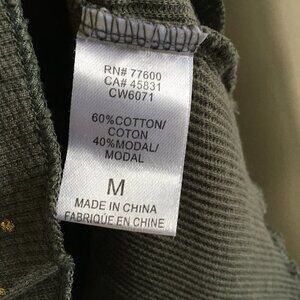 RN# 77600
CA# 45831
CW6071
60%COTTON/
COTON
40%MODAL/
MODAL
M
MADE IN CHINA
FABRIQUÉ EN CHINE